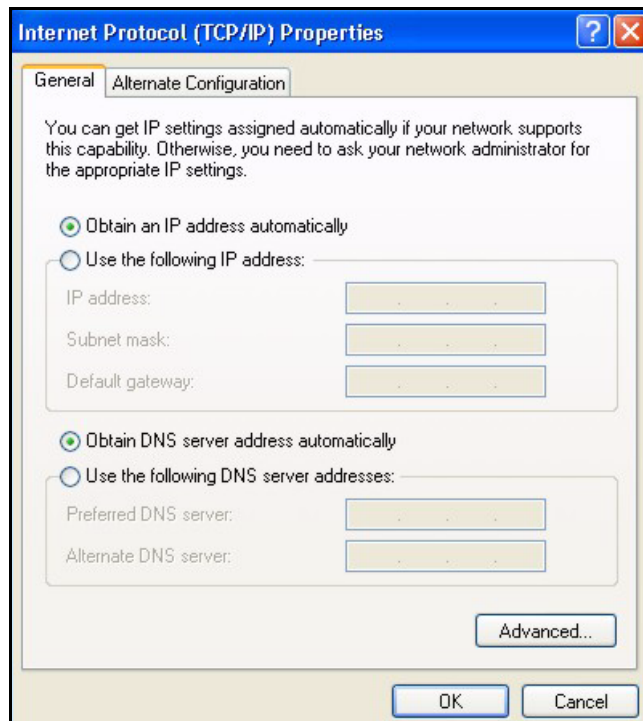 Internet Protocol (TCP/IP) Properties
General
Alternate Configuration
You can get IP settings assigned automatically if your network supports
this capability. Otherwise, you need to ask your network administrator for
the appropriate IP settings.
Obtain an IP address automatically
Use the following IP address:
IP address:
Subnet mask:
Default gateway:
Obtain DNS server address automatically
Use the following DNS server addresses:
Preferred DNS server:
Alternate DNS server:
Advanced...
OK
Cancel